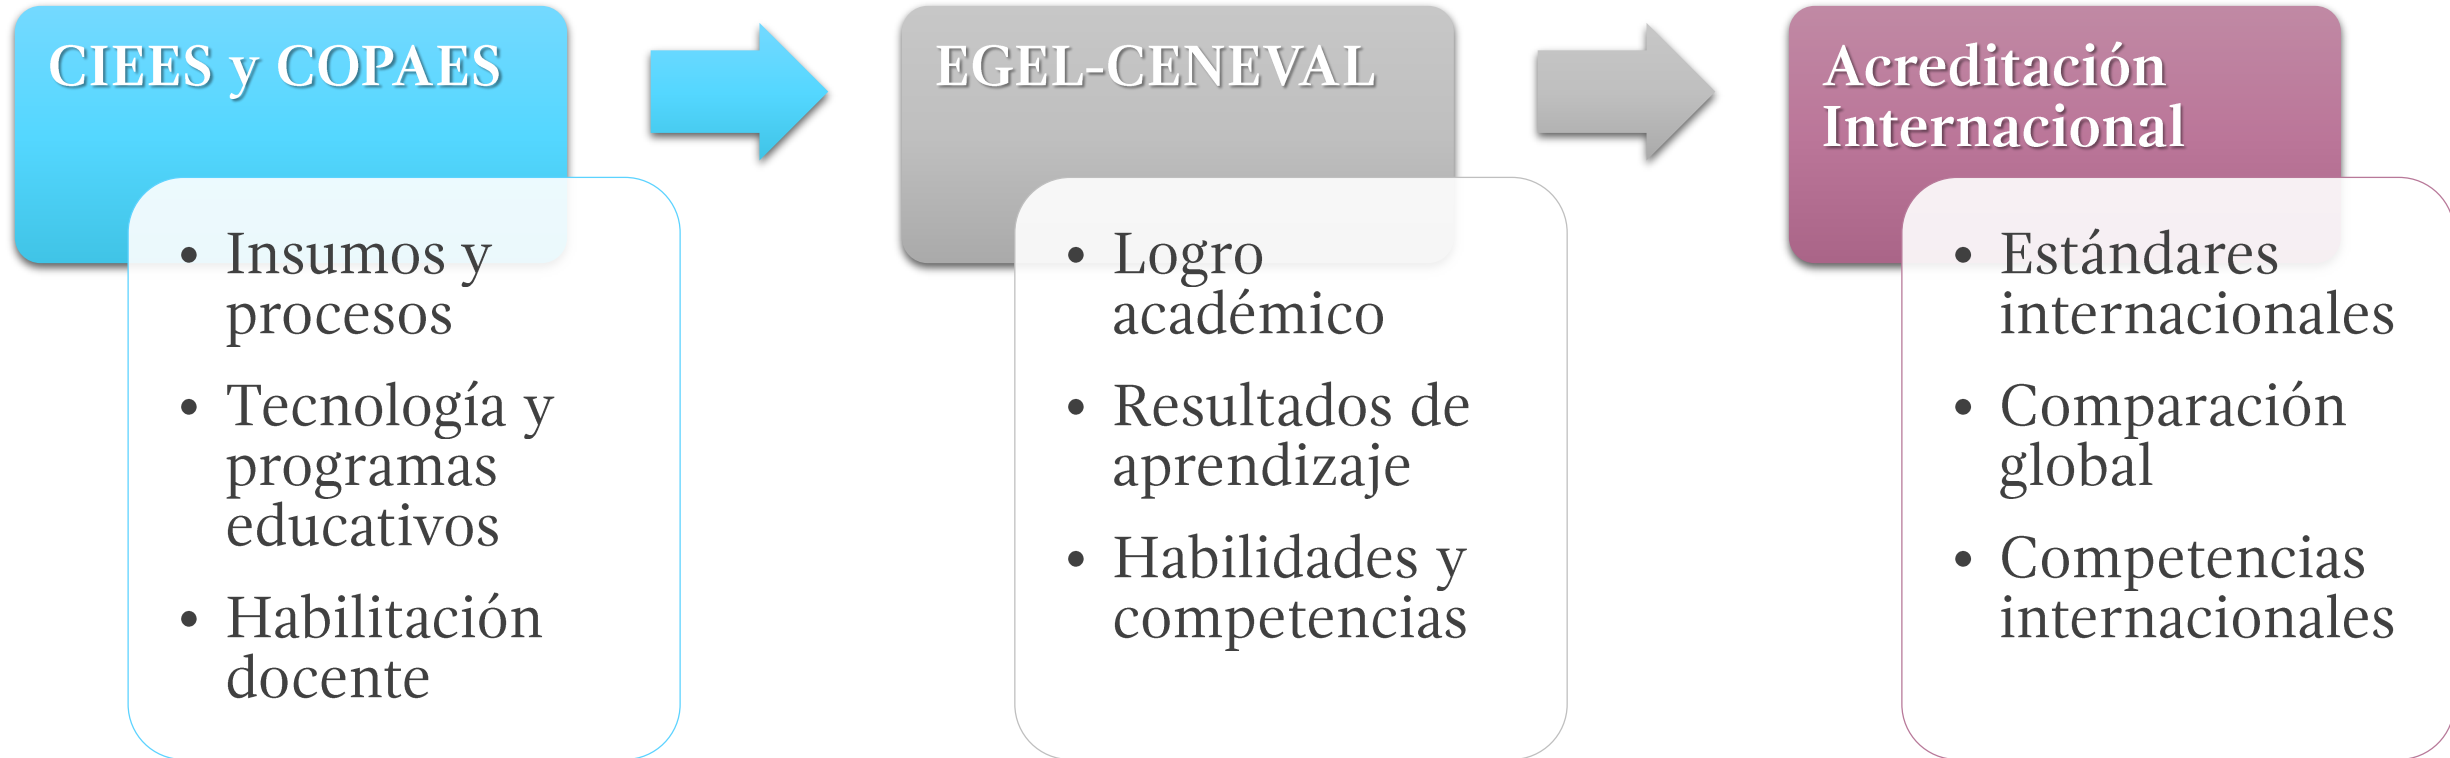 CIEES y COPAES
• Insumos y
procesos
• Tecnología y
programas
educativos
• Habilitación
docente
EGEL-CENEVAL
• Logro
académico
• Resultados de
aprendizaje
• Habilidades y
competencias
Acreditación
Internacional
• Estándares
internacionales
• Comparación
global
• Competencias
internacionales